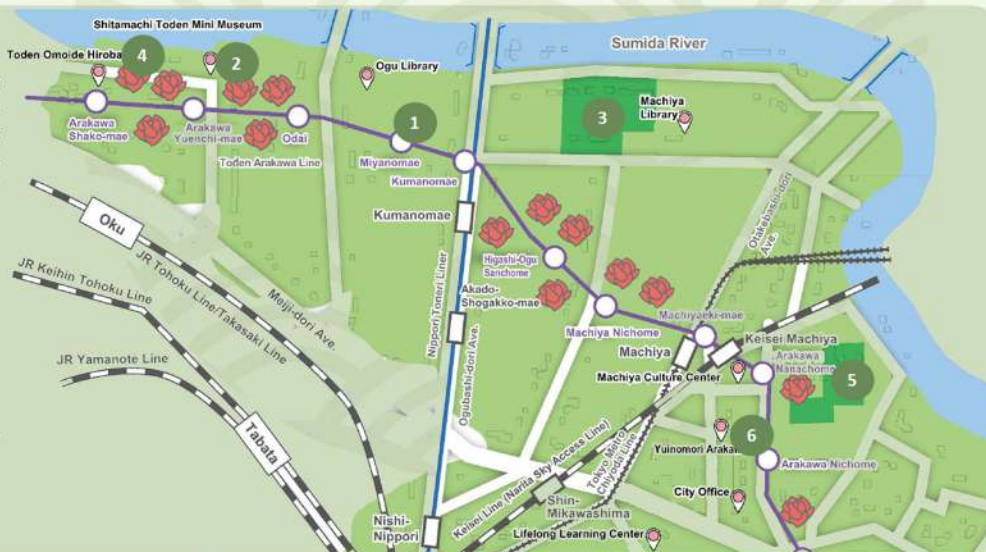 Shitamachi Toden Mini Museum
Toden Omoide Hiroba
4
2
Ogu Library
Sumida River
Machiya
Library
3
1
Arakawa
Shako-mae
Arakawa
Yuenchi-mae
Odai
Toden Arakawa Line
Miyanomae
Kumanomae
Kumanomae
Oku
JR Tohoku Line/Takasaki Line
JR Keihin Tohoku Line
Meiji-dori Ave.
JR Yamanote Line
Tabata
Nippori Toneri Liner
Ogubashi-dori Ave.
Higashi-Ogu
Sanchome
Akado-
Shogakko-mae
Otakebashi-dori
Ave.
Machiya Nichome
Machiyaeki-mae
Machiya
Keisei Machiya
Machiya Culture Center
Arakawa
Nanachome
5
6
Yuinomori Arakawa
Arakawa Nichome
City Office
Tokyo Metro
Chiyoda Line
Keisei Line (Narita Sky Access Line)
Shin-
Mikawashima
Lifelong Learning Center
Nishi-
Nippori